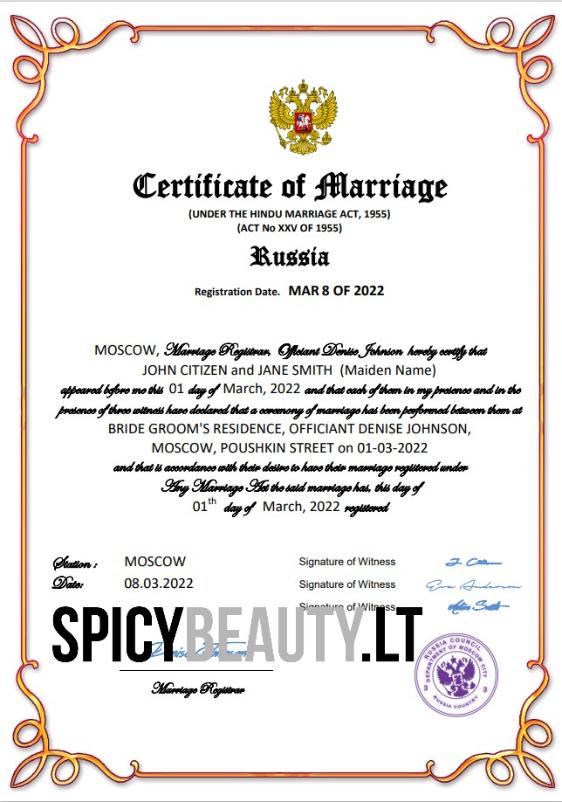 Certificate of Marriage
(UNDER THE HINDU MARRIAGE ACT, 1955)
(ACT No XXV OF 1955)
Russia
Registration Date. MAR 8 OF 2022
MOSCOW, Marriage Registrar, Officiant Denise Johnson hereby certify that
JOHN CITIZEN and JANE SMITH (Maiden Name)
appeared before me this 01 day of March, 2022 and that each of them in my presence and in the
presence of three witness have declared that a ceremony of marriage has been performed between them at
BRIDE GROOM'S RESIDENCE, OFFICIANT DENISE JOHNSON,
MOSCOW, POUSHKIN STREET on 01-03-2022
and that is accordance with their desire to have their marriage registered under
Any Marriage Act the said marriage has, this day of
01th day of March, 2022 registered
Station : MOSCOW
Signature of Witness
Date: 08.03.2022
Signature of Witness Eva Anderson
Signature of Witness
SPICYBEAUTY.LT
Marriage Registrar
RUSSIA COUNCIL
DEPARTMENT OF MOSCOW CITY
RUSSIA COUNTRY